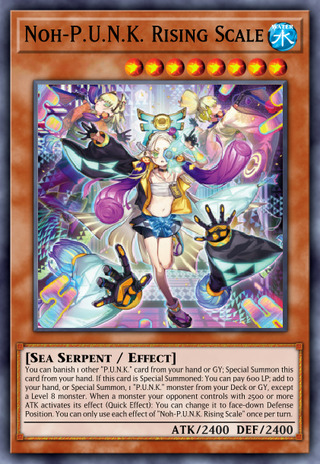 Noh-P.U.N.K. Rising Scale
WATER
水
[Sea Serpent / Effect]
You can banish 1 other "P.U.N.K." card from your hand or GY; Special Summon
this card from your hand. If this card is Special Summoned: You can pay 600 LP; add to
your hand, or Special Summon, 1 "P.U.N.K." monster from your Deck or GY, except
a Level 8 monster. When a monster your opponent controls with 2500 or more
ATK activates its effect (Quick Effect): You can change it to face-down Defense
Position. You can only use each effect of "Noh-P.U.N.K. Rising Scale" once per turn.
ATK/2400 DEF/2400